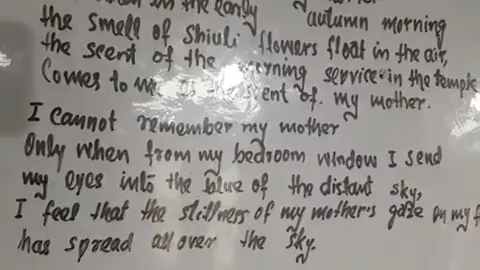 in the early autumn morning
the smell of Shiuli flowers float in the air,
the scent of the morning service in the temple
Comes to me as the scent of my mother.
I cannot remember my mother
Only when from my bedroom window I send
my eyes into the blue of the distant sky,
I feel that the stillness of my mother's gaze on my
has spread all over the sky.